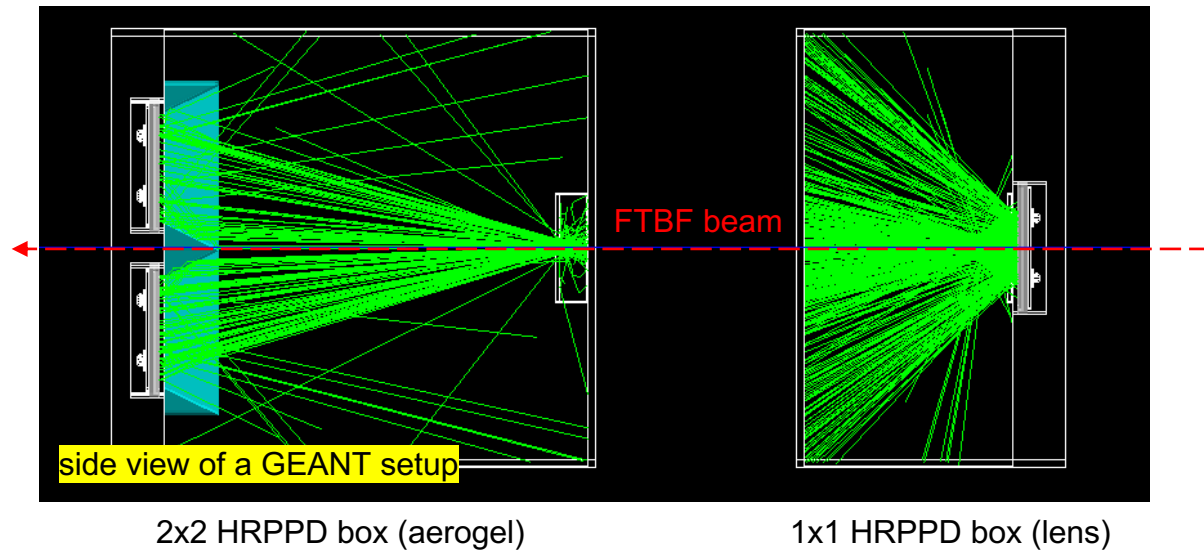 FTBF beam
side view of a GEANT setup
2x2 HRPPD box (aerogel)
1x1 HRPPD box (lens)